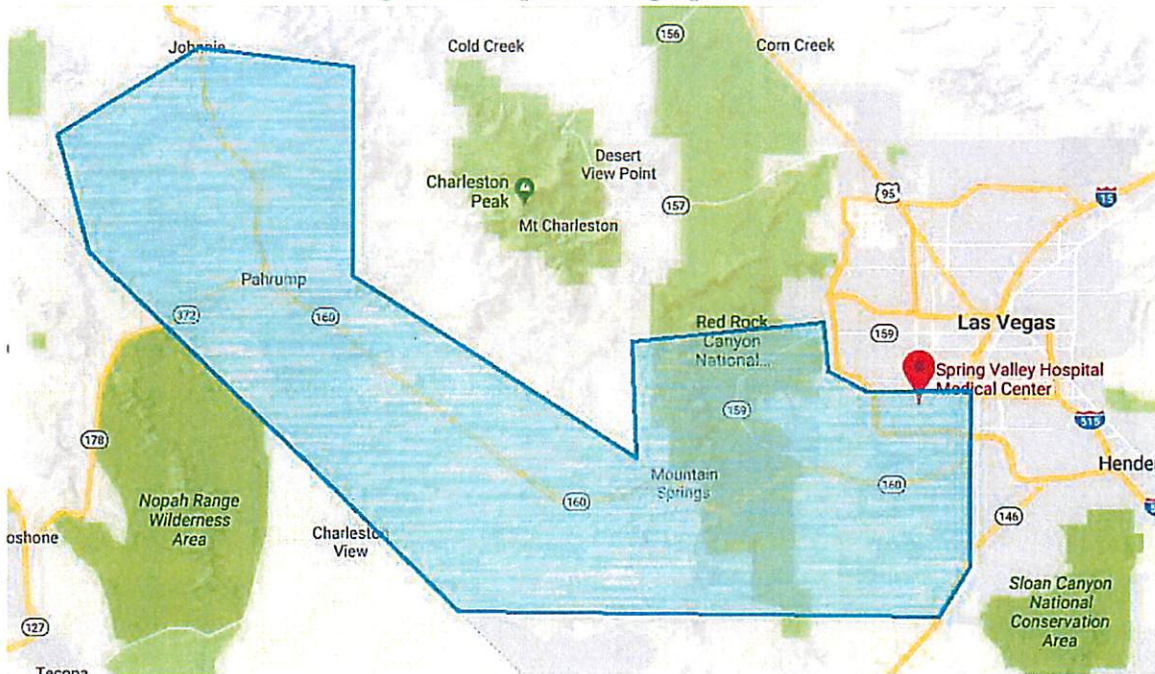 156
Johnnie
Cold Creek
Corn Creek
Desert
View Point
Charleston
Peak
95
15
157
Mt Charleston
Pahrump
372
160
Red Rock
Canyon
National...
159
Las Vegas
Spring Valley Hospital
Medical Center
159
515
178
Mountain
Springs
Hender
160
160
146
Nopah Range
Wilderness
Area
Charleston
View
oshone
Sloan Canyon
National
Conservation
Area
127
Tecopa